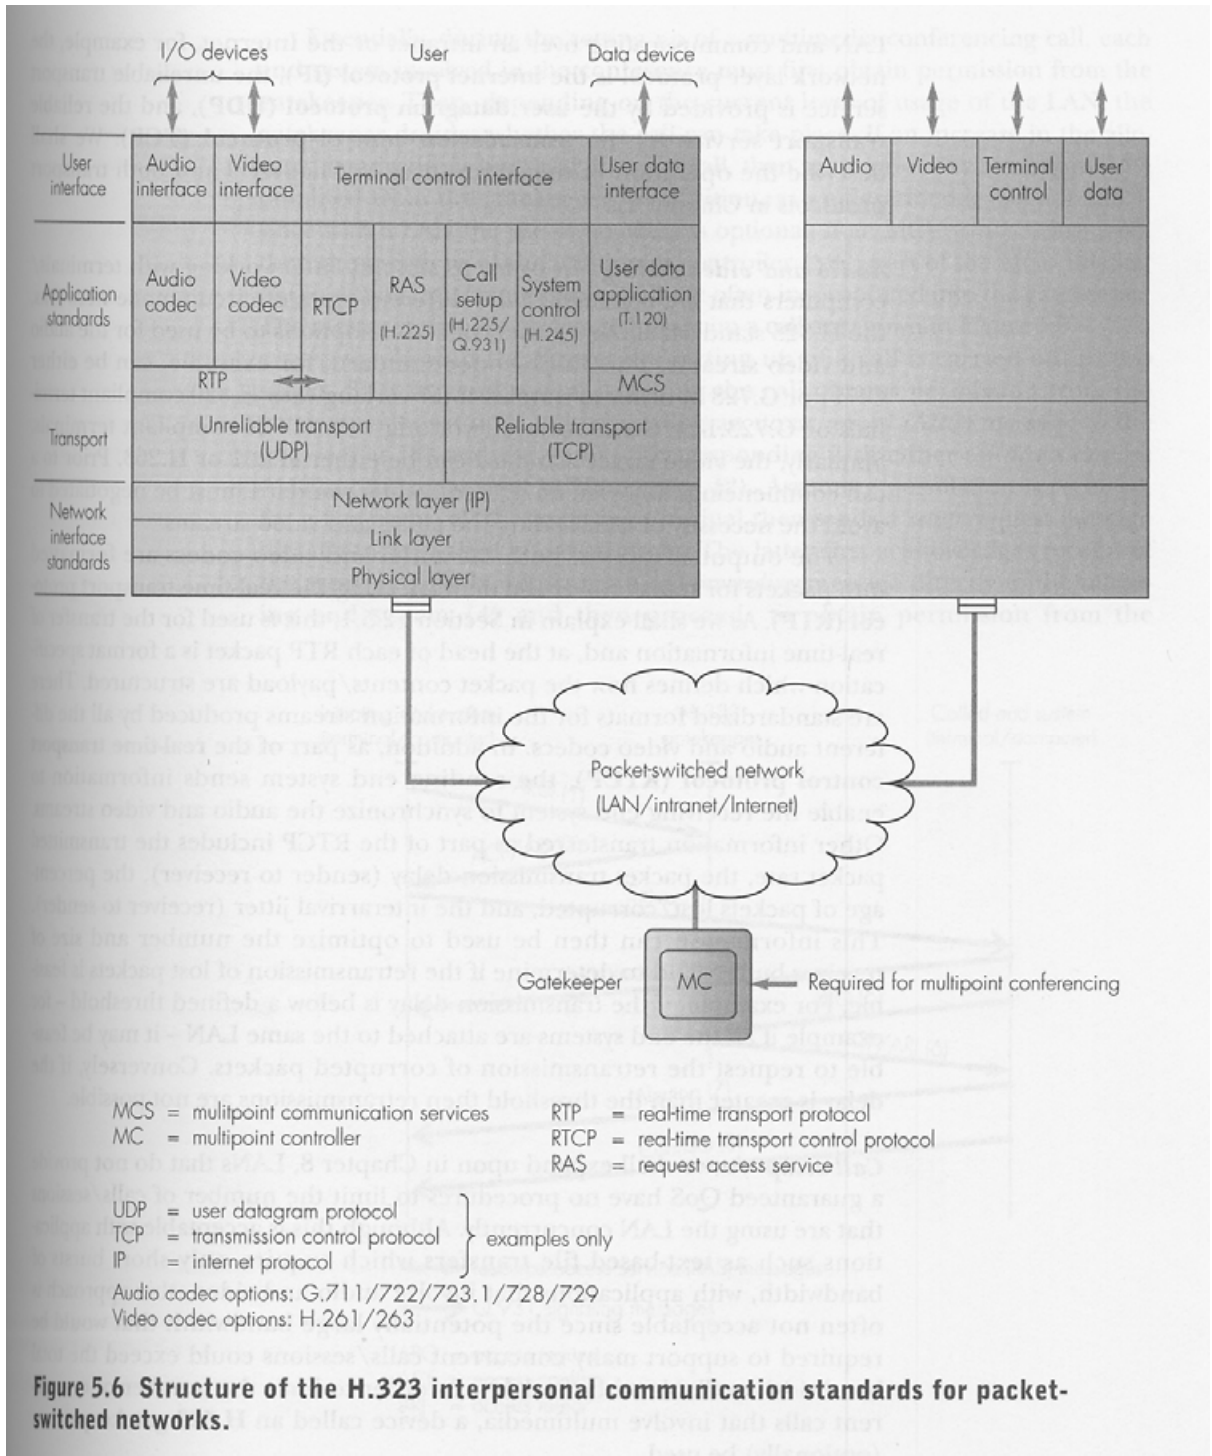 I/O devices User Data device
User interface
Audio interface
Video interface
Terminal control interface
User data interface
Audio
Video
Terminal control
User data
Application standards
Audio codec
Video codec
RTCP
RAS
(H.225)
Call setup
(H.225/
Q.931)
System control
(H.245)
User data application
(T.120)
RTP
MCS
Transport
Unreliable transport
(UDP)
Reliable transport
(TCP)
Network interface standards
Network layer (IP)
Link layer
Physical layer
Packet-switched network
(LAN/intranet/Internet)
Gatekeeper
MC
Required for multipoint conferencing
MCS = mulitpoint communication services
MC = multipoint controller
RTP = real-time transport protocol
RTCP = real-time transport control protocol
RAS = request access service
UDP = user datagram protocol
TCP = transmission control protocol
IP = internet protocol
examples only
Audio codec options: G.711/722/723.1/728/729
Video codec options: H.261/263
Figure 5.6 Structure of the H.323 interpersonal communication standards for packet-
switched networks.